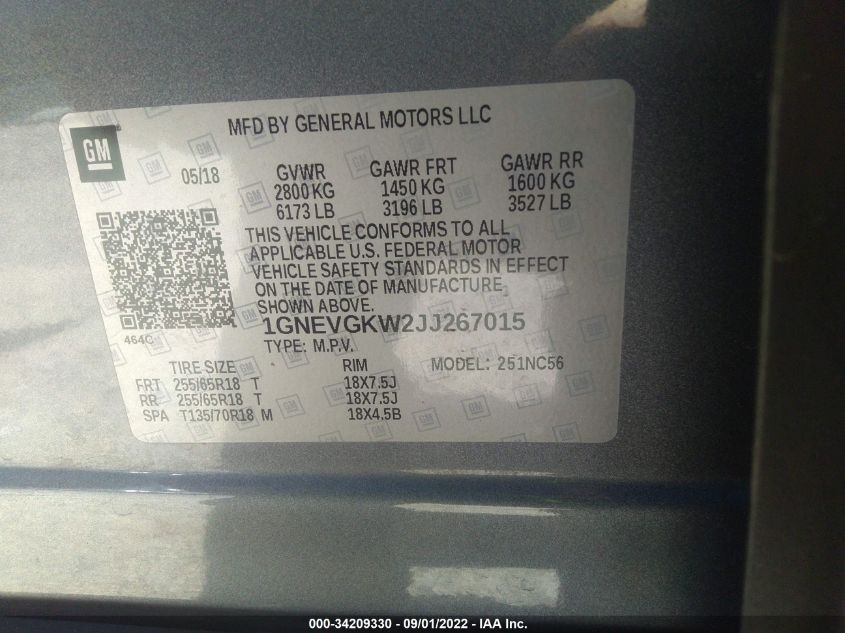 MFD BY GENERAL MOTORS LLC
GM
05/18
GVWR GAWR FRT GAWR RR
2800 KG 1450 KG 1600 KG
6173 LB 3196 LB 3527 LB
THIS VEHICLE CONFORMS TO ALL
APPLICABLE U.S. FEDERAL MOTOR
VEHICLE SAFETY STANDARDS IN EFFECT
ON THE DATE OF MANUFACTURE
SHOWN ABOVE.
1GNEVGKW2JJ267015
464C
TYPE: M.P.V. MODEL: 251NC56
TIRE SIZE RIM
FRT 255/65R18 T 18X7.5J
RR 255/65R18 T 18X7.5J
SPA T135/70R18 M 18X4.5B
000-34209330 - 09/01/2022 - IAA Inc.